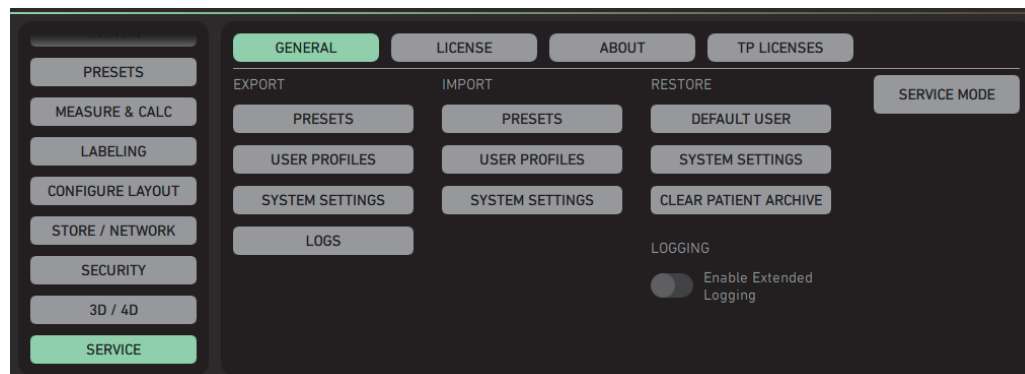 PRESETS
MEASURE & CALC
LABELING
CONFIGURE LAYOUT
STORE / NETWORK
SECURITY
3D / 4D
SERVICE
GENERAL
LICENSE
ABOUT
TP LICENSES
EXPORT
PRESETS
USER PROFILES
SYSTEM SETTINGS
LOGS
IMPORT
PRESETS
USER PROFILES
SYSTEM SETTINGS
RESTORE
DEFAULT USER
SYSTEM SETTINGS
CLEAR PATIENT ARCHIVE
LOGGING
Enable Extended
Logging
SERVICE MODE